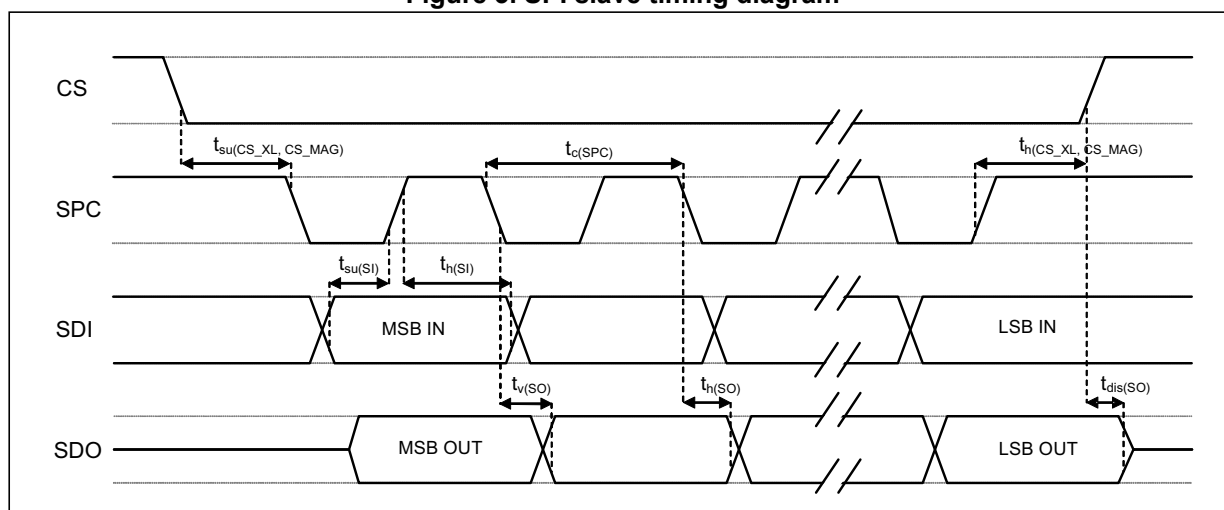 Figure 5. SPI slave timing diagram
CS
tsu(CS_XL, CS_MAG)
tc(SPC)
th(CS_XL, CS_MAG)
SPC
tsu(SI)
th(SI)
SDI
MSB IN
LSB IN
tv(SO)
th(SO)
tdis(SO)
SDO
MSB OUT
LSB OUT